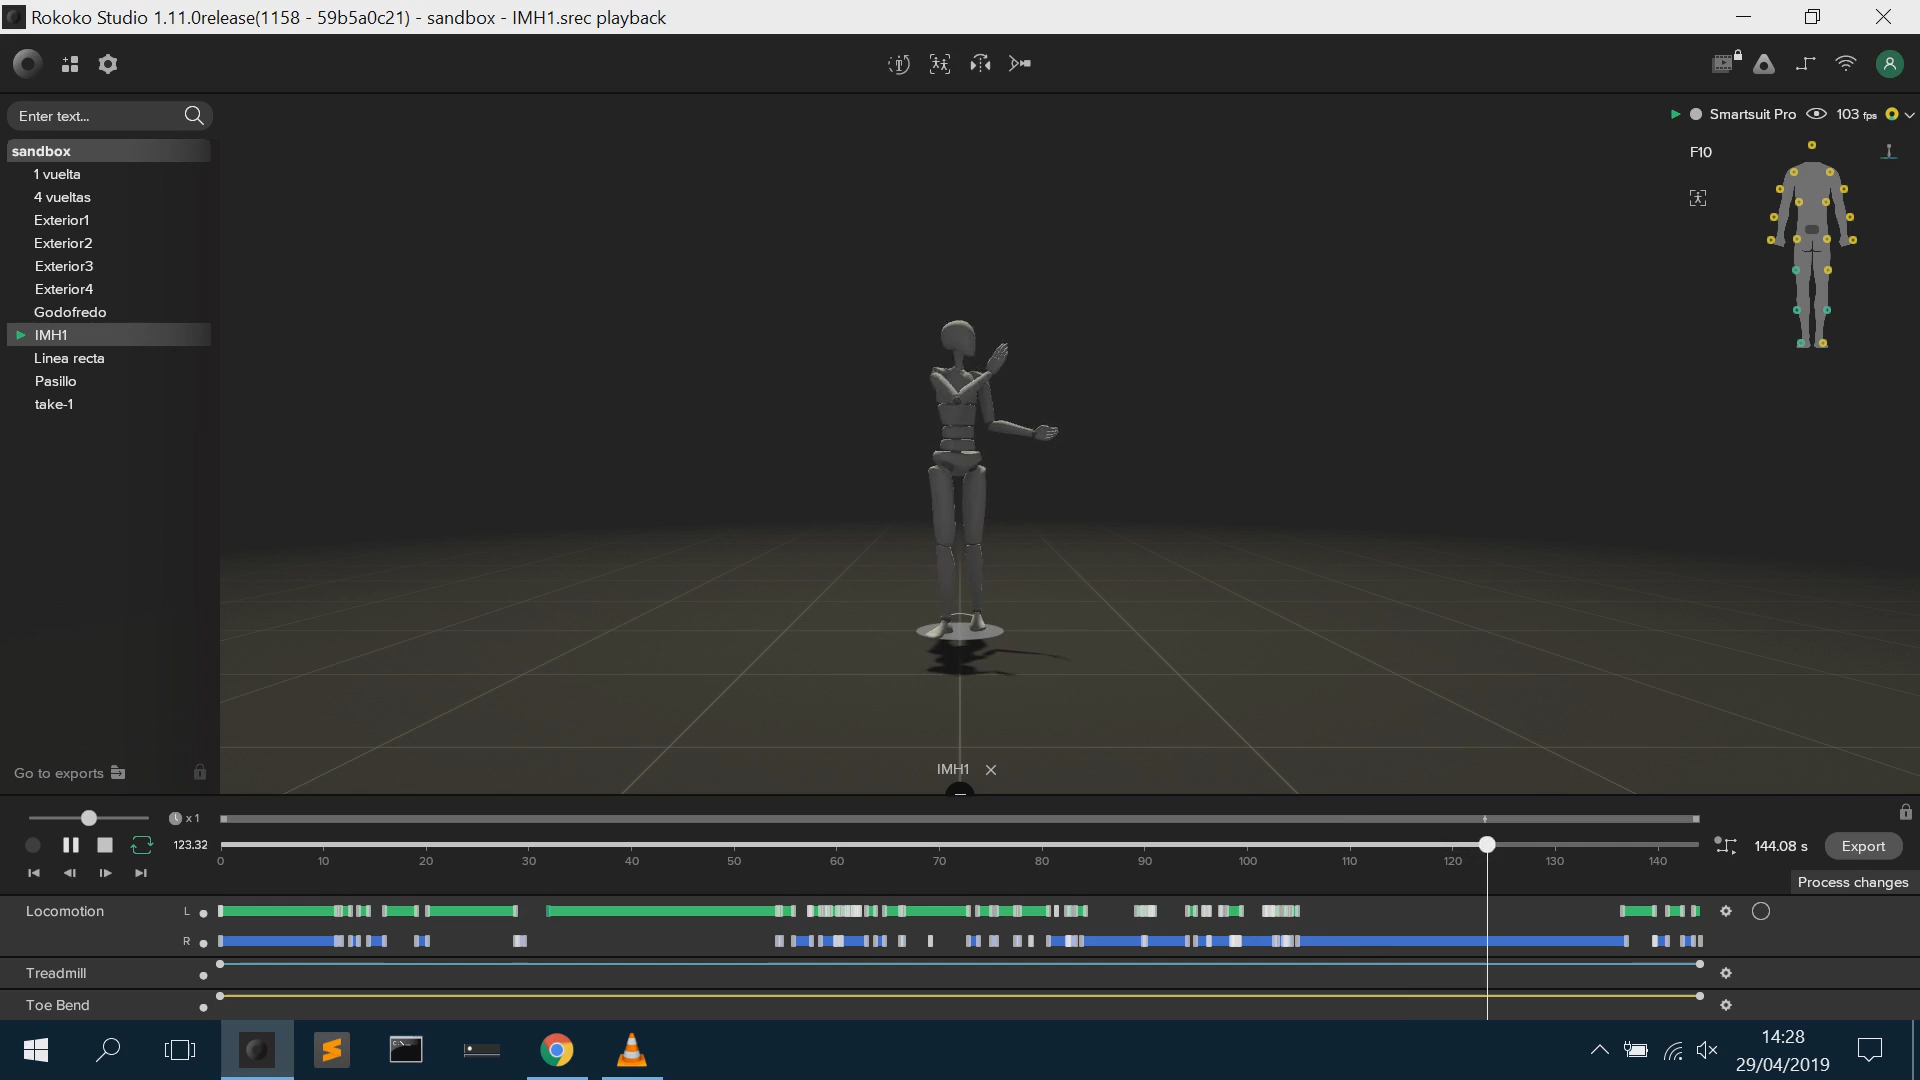 Rokoko Studio 1.11.0release(1158 - 59b5a0c21) - sandbox - IMH1.srec playback
Enter text...
Smartsuit Pro 103 fps
sandbox
F10
1 vuelta
4 vueltas
Exterior1
Exterior2
Exterior3
Exterior4
Godofredo
IMH1
Linea recta
Pasillo
take-1
Go to exports
IMH1
x 1
123.32
144.08 s
Export
0 10 20 30 40 50 60 70 80 90 100 110 120 130 140
Process changes
Locomotion L
R
Treadmill
Toe Bend
14:28
29/04/2019